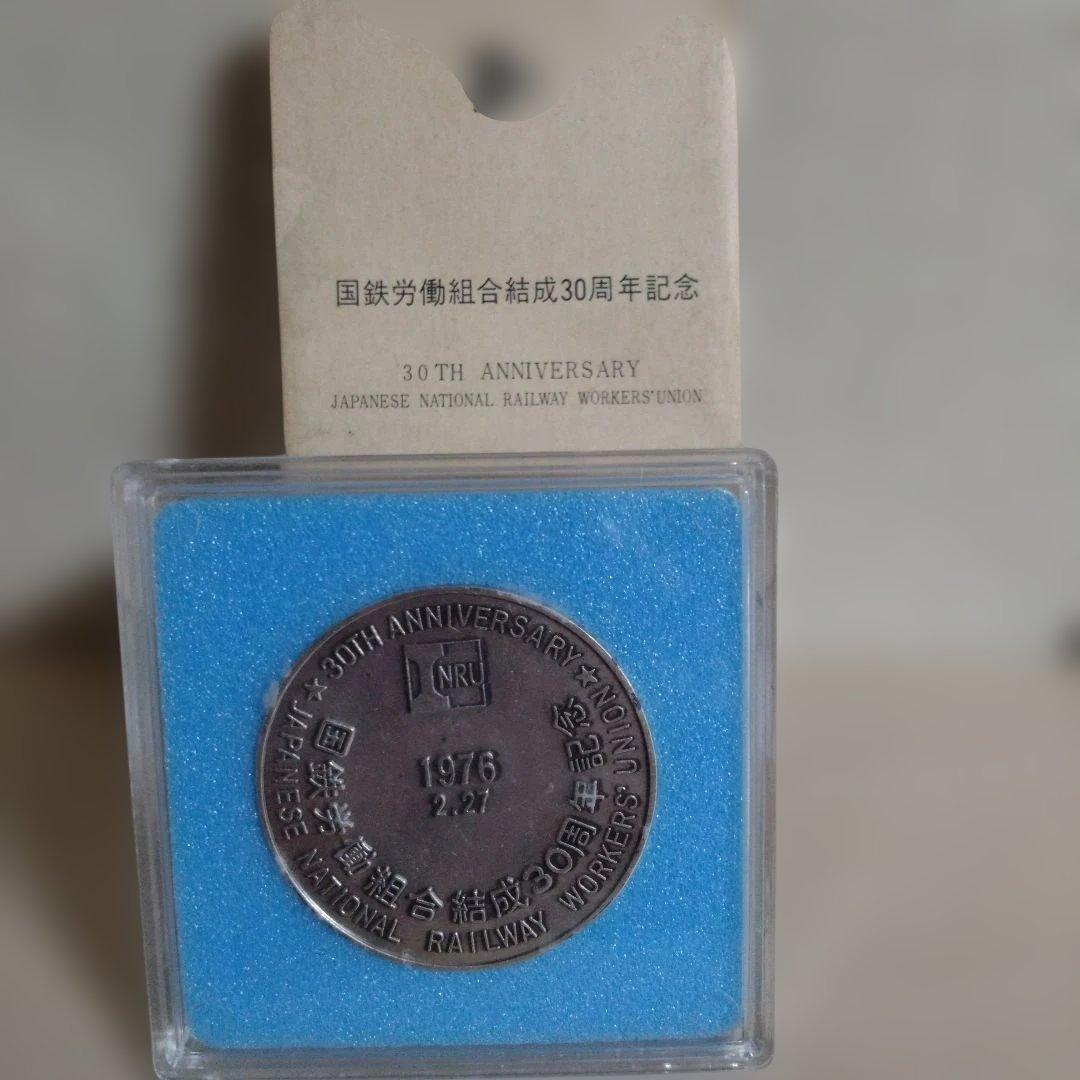 国鉄労働組合結成30周年記念
30TH ANNIVERSARY
JAPANESE NATIONAL RAILWAY WORKERS' UNION
☆ 30TH ANNIVERSARY ☆
NRU
1976
2.27
国鉄労働組合結成30周年記念
JAPANESE NATIONAL RAILWAY WORKERS' UNION